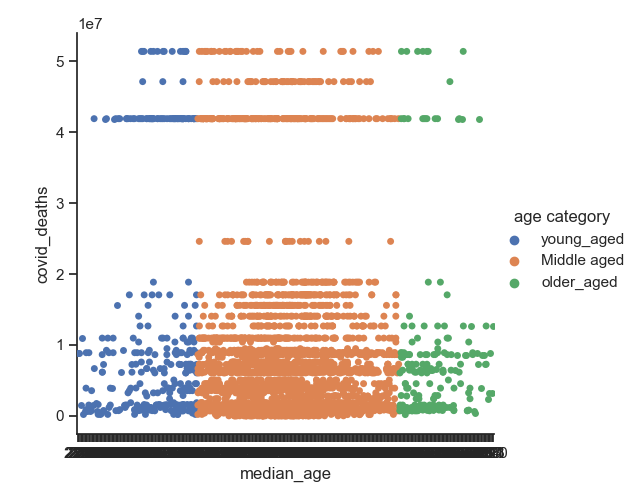 1e7
5
4
3
2
1
0
covid_deaths
median_age
age category
young_aged
Middle aged
older_aged